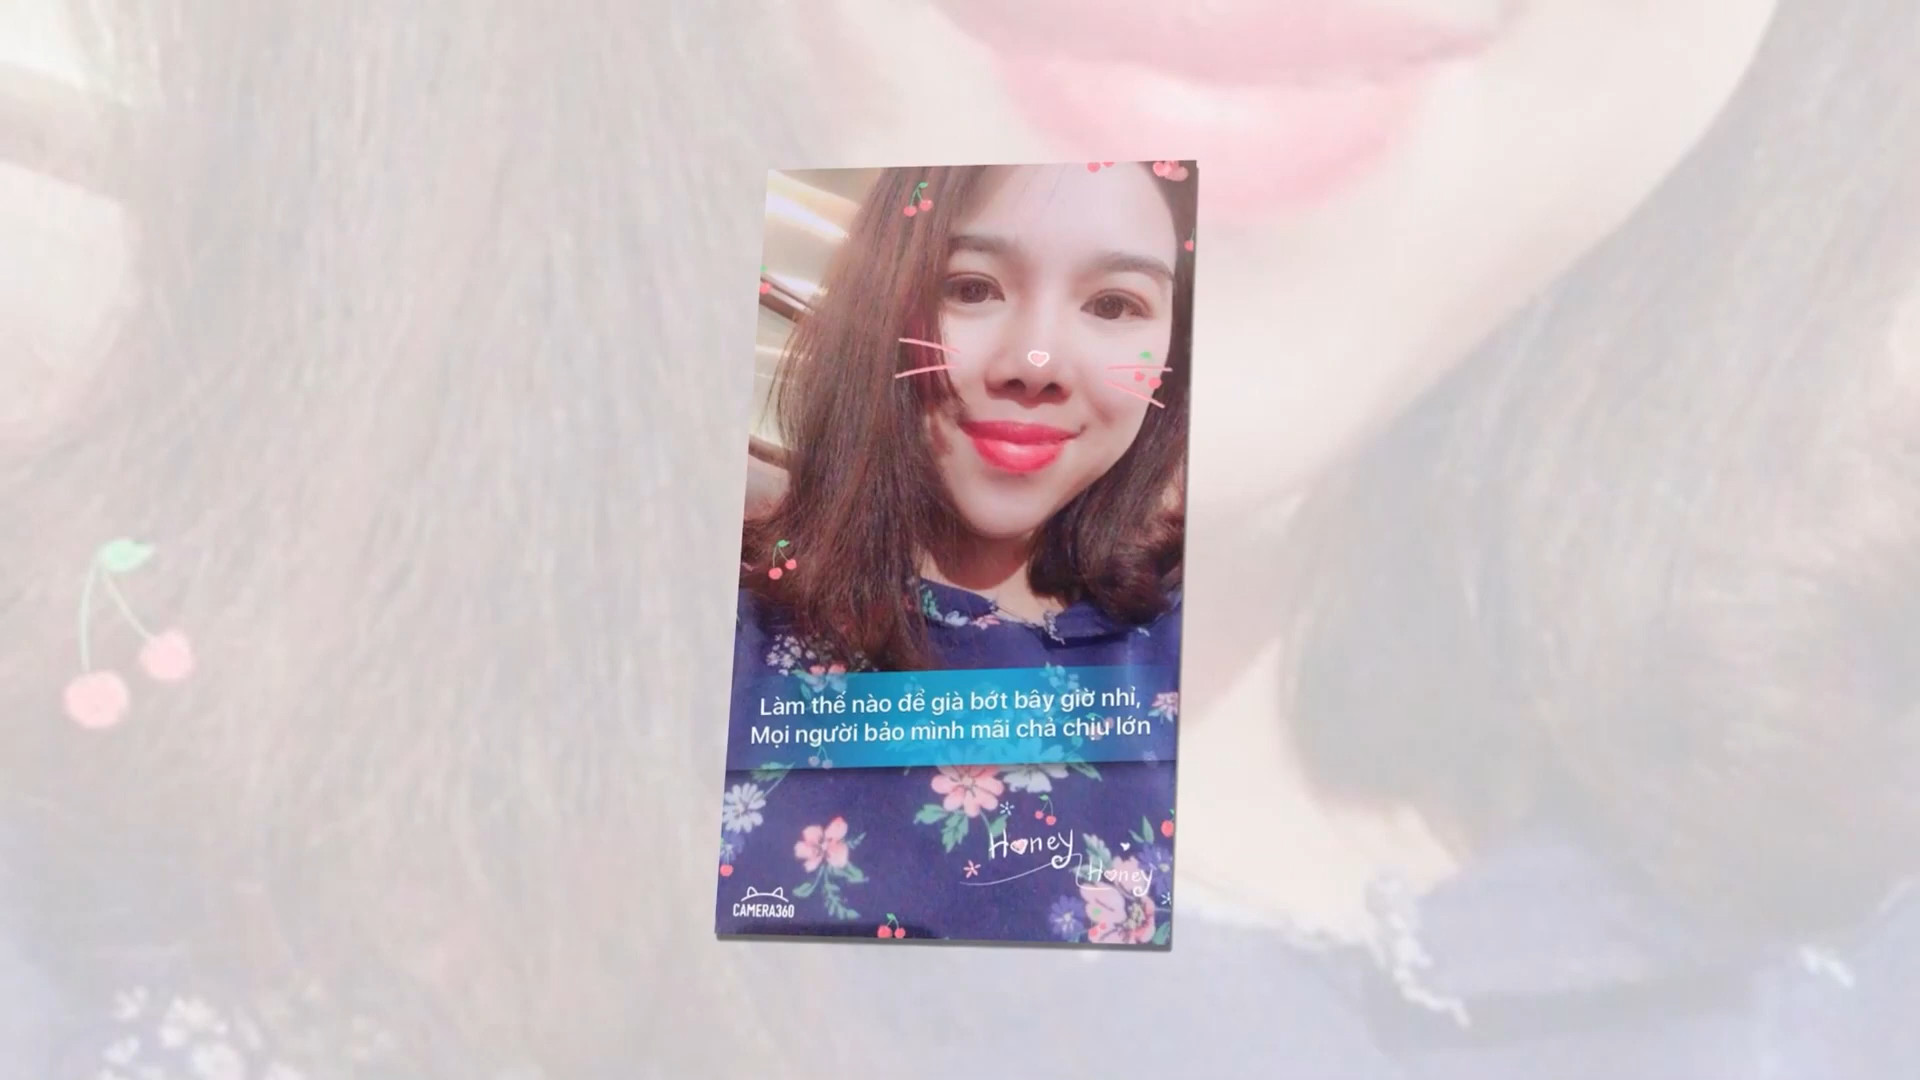 Làm thế nào để già bớt bây giờ nhỉ,
Mọi người bảo mình mãi chả chịu lớn
Honey
Honey
CAMERA360